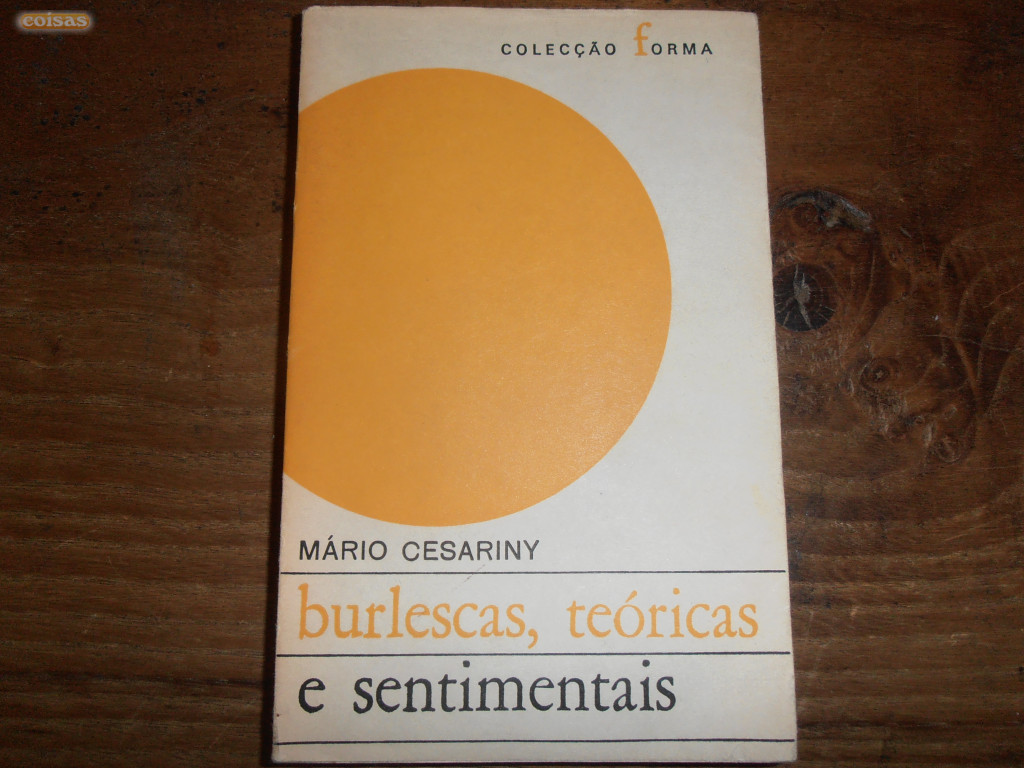 coisas
COLECÇÃO fORMA
MÁRIO CESARINY
burlescas, teóricas
e sentimentais